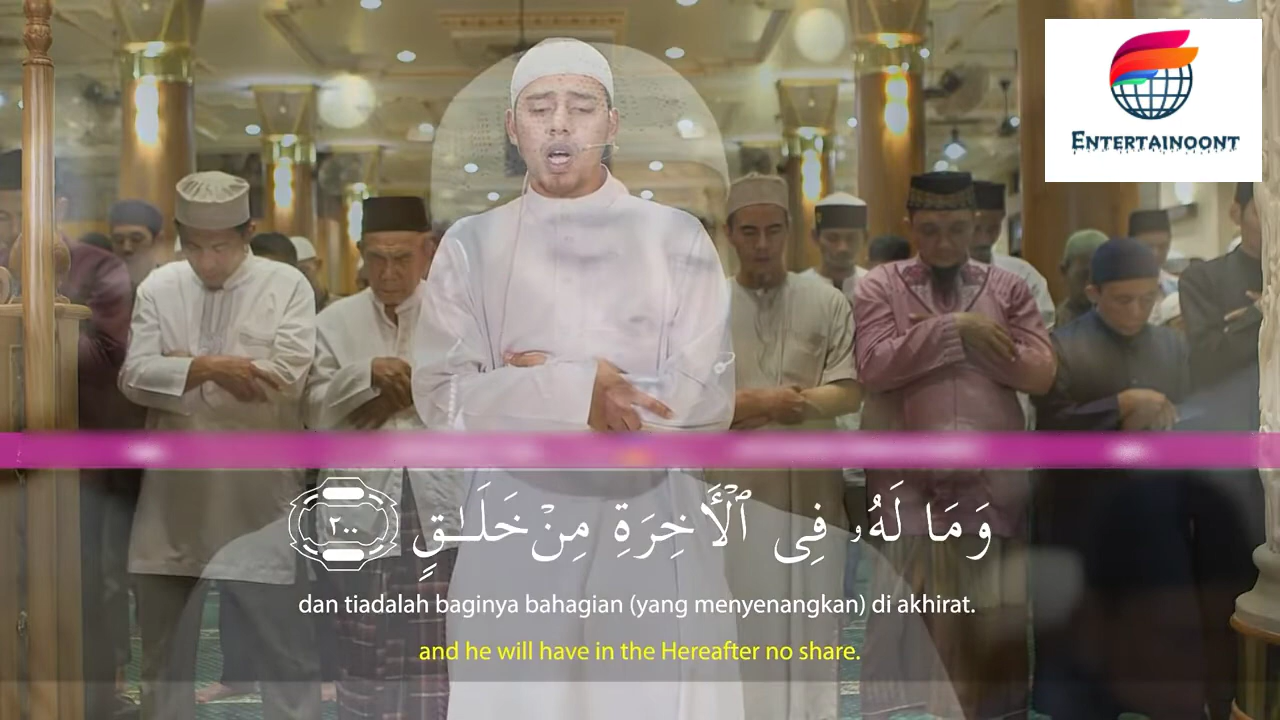 ENTERTAINOONT
وَمَا لَهُۥ فِى ٱلْأَخِرَةِ مِنْ خَلَـٰقٍ ٢٠٠
dan tiadalah baginya bahagian (yang menyenangkan) di akhirat.
and he will have in the Hereafter no share.